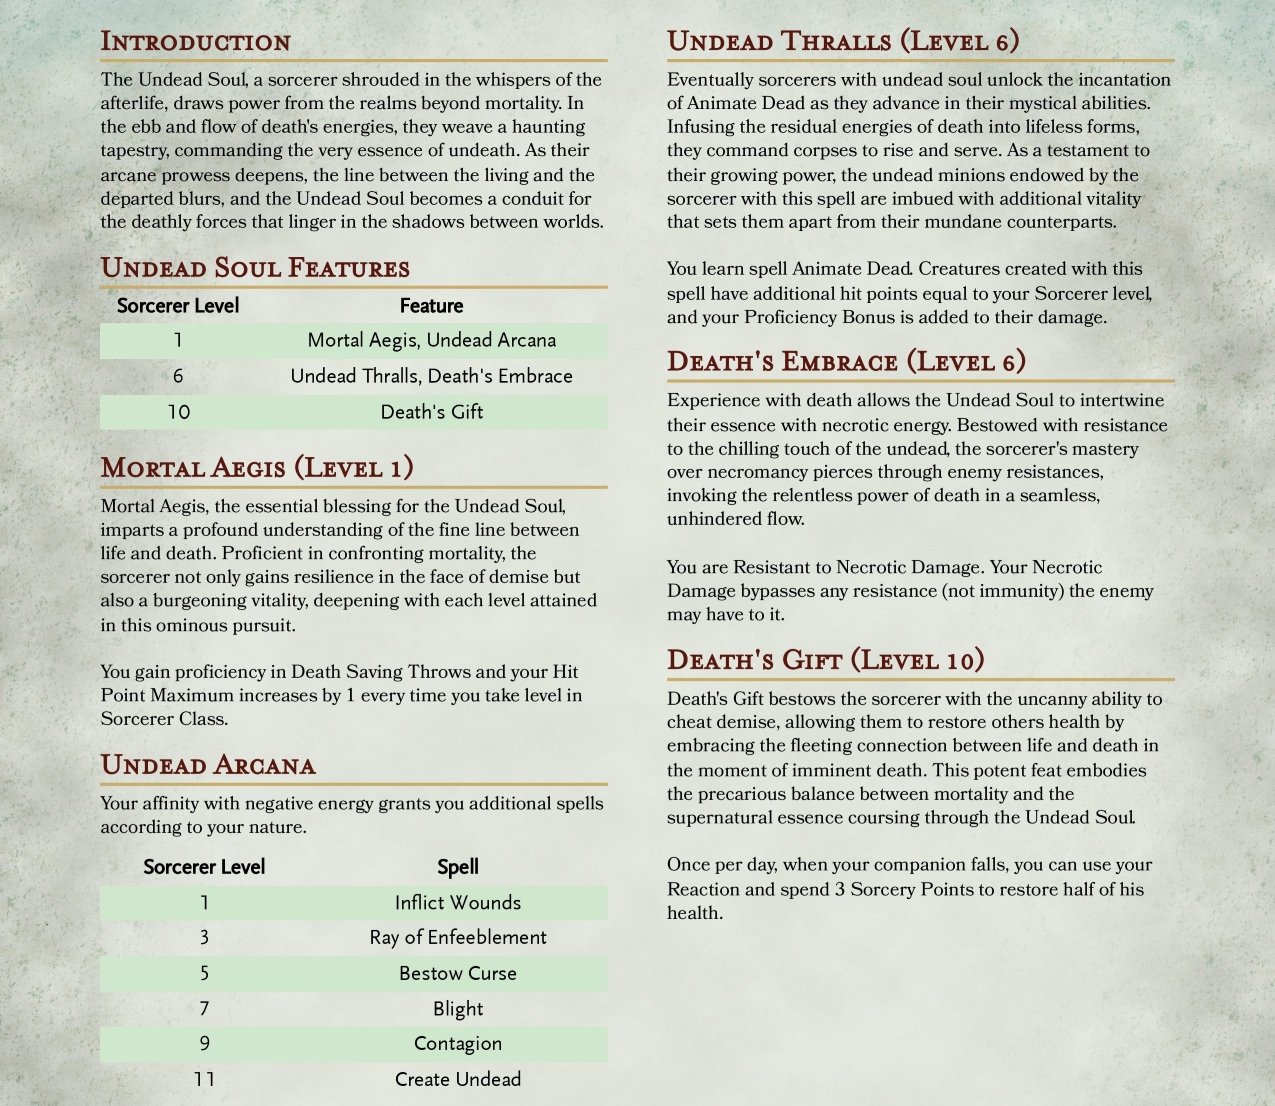 Introduction
The Undead Soul, a sorcerer shrouded in the whispers of the
afterlife, draws power from the realms beyond mortality. In
the ebb and flow of death's energies, they weave a haunting
tapestry, commanding the very essence of undeath. As their
arcane prowess deepens, the line between the living and the
departed blurs, and the Undead Soul becomes a conduit for
the deathly forces that linger in the shadows between worlds.
Undead Soul Features
Sorcerer Level Feature
1 Mortal Aegis, Undead Arcana
6 Undead Thralls, Death's Embrace
10 Death's Gift
Mortal Aegis (Level 1)
Mortal Aegis, the essential blessing for the Undead Soul,
imparts a profound understanding of the fine line between
life and death. Proficient in confronting mortality, the
sorcerer not only gains resilience in the face of demise but
also a burgeoning vitality, deepening with each level attained
in this ominous pursuit.
You gain proficiency in Death Saving Throws and your Hit
Point Maximum increases by 1 every time you take level in
Sorcerer Class.
Undead Arcana
Your affinity with negative energy grants you additional spells
according to your nature.
Sorcerer Level Spell
1 Inflict Wounds
3 Ray of Enfeeblement
5 Bestow Curse
7 Blight
9 Contagion
11 Create Undead
Undead Thralls (Level 6)
Eventually sorcerers with undead soul unlock the incantation
of Animate Dead as they advance in their mystical abilities.
Infusing the residual energies of death into lifeless forms,
they command corpses to rise and serve. As a testament to
their growing power, the undead minions endowed by the
sorcerer with this spell are imbued with additional vitality
that sets them apart from their mundane counterparts.
You learn spell Animate Dead. Creatures created with this
spell have additional hit points equal to your Sorcerer level,
and your Proficiency Bonus is added to their damage.
Death's Embrace (Level 6)
Experience with death allows the Undead Soul to intertwine
their essence with necrotic energy. Bestowed with resistance
to the chilling touch of the undead, the sorcerer's mastery
over necromancy pierces through enemy resistances,
invoking the relentless power of death in a seamless,
unhindered flow.
You are Resistant to Necrotic Damage. Your Necrotic
Damage bypasses any resistance (not immunity) the enemy
may have to it.
Death's Gift (Level 10)
Death's Gift bestows the sorcerer with the uncanny ability to
cheat demise, allowing them to restore others health by
embracing the fleeting connection between life and death in
the moment of imminent death. This potent feat embodies
the precarious balance between mortality and the
supernatural essence coursing through the Undead Soul.
Once per day, when your companion falls, you can use your
Reaction and spend 3 Sorcery Points to restore half of his
health.